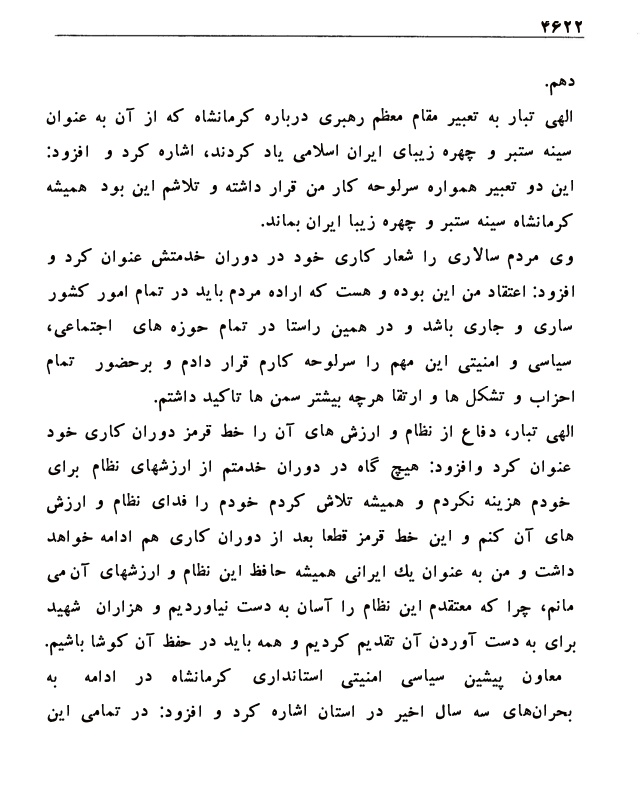 ۴۶۲۲
دهم.
الهی تبار به تعبیر مقام معظم رهبری درباره کرمانشاه که از آن به عنوان
سینه ستبر و چهره زیبای ایران اسلامی یاد کردند، اشاره کرد و افزود:
این دو تعبیر همواره سرلوحه کار من قرار داشته و تلاشم این بود همیشه
کرمانشاه سینه ستبر و چهره زیبا ایران بماند.
وی مردم سالاری را شعار کاری خود در دوران خدمتش عنوان کرد و
افزود: اعتقاد من این بوده و هست که اراده مردم باید در تمام امور کشور
ساری و جاری باشد و در همین راستا در تمام حوزه های اجتماعی،
سیاسی و امنیتی این مهم را سرلوحه کارم قرار دادم و برحضور تمام
احزاب و تشکل ها و ارتقا هرچه بیشتر سمن ها تاکید داشتم.
الهی تبار، دفاع از نظام و ارزش های آن را خط قرمز دوران کاری خود
عنوان کرد وافزود: هیچ گاه در دوران خدمتم از ارزشهای نظام برای
خودم هزینه نکردم و همیشه تلاش کردم خودم را فدای نظام و ارزش
های آن کنم و این خط قرمز قطعا بعد از دوران کاری هم ادامه خواهد
داشت و من به عنوان یك ایرانی همیشه حافظ این نظام و ارزشهای آن می
مانم، چرا که معتقدم این نظام را آسان به دست نیاوردیم و هزاران شهید
برای به دست آوردن آن تقدیم کردیم و همه باید در حفظ آن کوشا باشیم.
معاون پیشین سیاسی امنیتی استانداری کرمانشاه در ادامه به
بحران‌های سه سال اخیر در استان اشاره کرد و افزود: در تمامی این